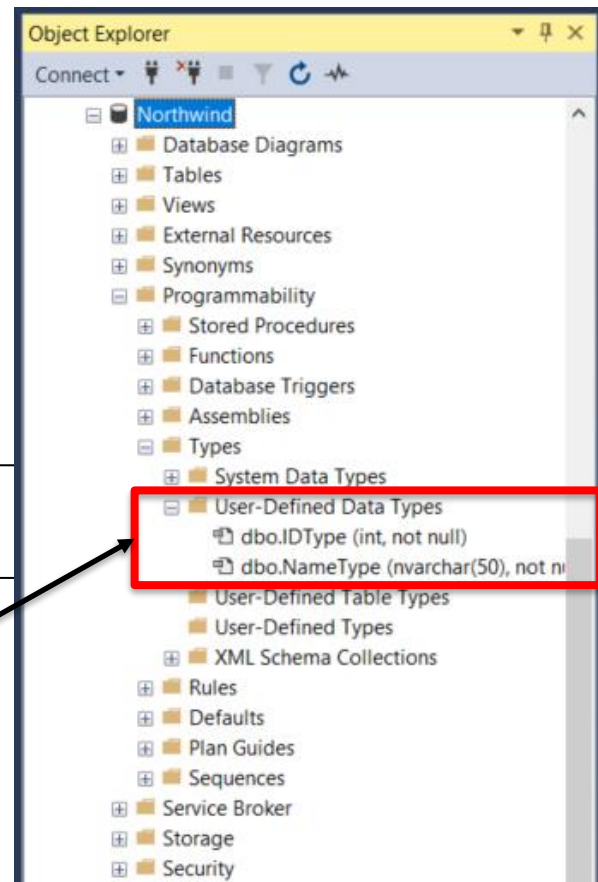 Object Explorer
Connect
Northwind
Database Diagrams
Tables
Views
External Resources
Synonyms
Programmability
Stored Procedures
Functions
Database Triggers
Assemblies
Types
System Data Types
User-Defined Data Types
dbo.IDType (int, not null)
dbo.NameType (nvarchar(50), not
User-Defined Table Types
User-Defined Types
XML Schema Collections
Rules
Defaults
Plan Guides
Sequences
Service Broker
Storage
Security